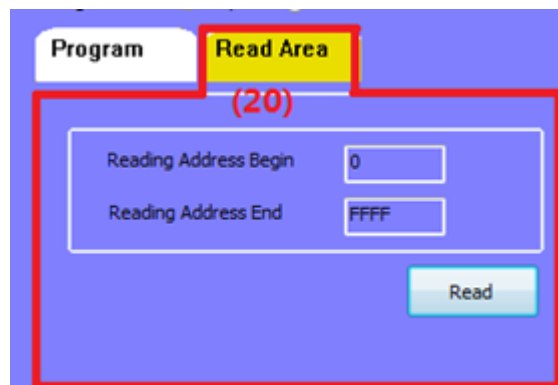 Program Read Area
(20)
Reading Address Begin 0
Reading Address End FFFF
Read